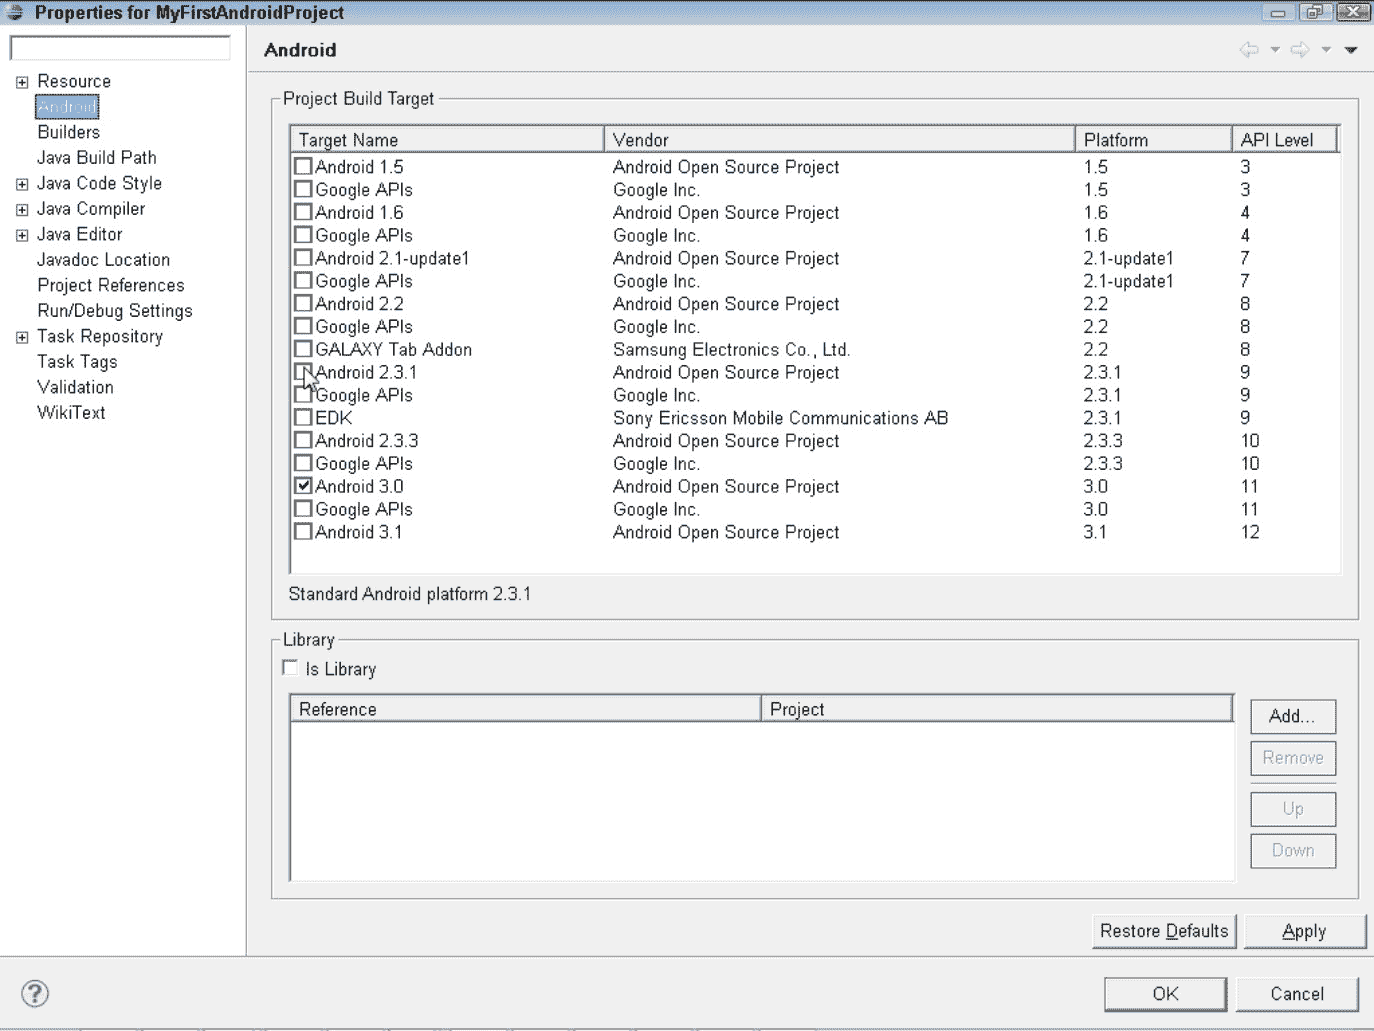 Properties for MyFirstAndroidProject
Android
Resource
Android
Builders
Java Build Path
Java Code Style
Java Compiler
Java Editor
Javadoc Location
Project References
Run/Debug Settings
Task Repository
Task Tags
Validation
WikiText
Project Build Target
Target Name Vendor Platform API Level
Android 1.5 Android Open Source Project 1.5 3
Google APIs Google Inc. 1.5 3
Android 1.6 Android Open Source Project 1.6 4
Google APIs Google Inc. 1.6 4
Android 2.1-update1 Android Open Source Project 2.1-update1 7
Google APIs Google Inc. 2.1-update1 7
Android 2.2 Android Open Source Project 2.2 8
Google APIs Google Inc. 2.2 8
GALAXY Tab Addon Samsung Electronics Co., Ltd. 2.2 8
Android 2.3.1 Android Open Source Project 2.3.1 9
Google APIs Google Inc. 2.3.1 9
EDK Sony Ericsson Mobile Communications AB 2.3.1 9
Android 2.3.3 Android Open Source Project 2.3.3 10
Google APIs Google Inc. 2.3.3 10
Android 3.0 Android Open Source Project 3.0 11
Google APIs Google Inc. 3.0 11
Android 3.1 Android Open Source Project 3.1 12
Standard Android platform 2.3.1
Library
Is Library
Reference Project
Add...
Remove
Up
Down
Restore Defaults Apply
? OK Cancel